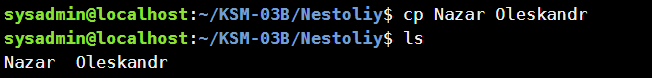 sysadmin@localhost:~/KSM-03B/Nestoliy$ cp Nazar Oleskandr
sysadmin@localhost:~/KSM-03B/Nestoliy$ ls
Nazar  Oleskandr